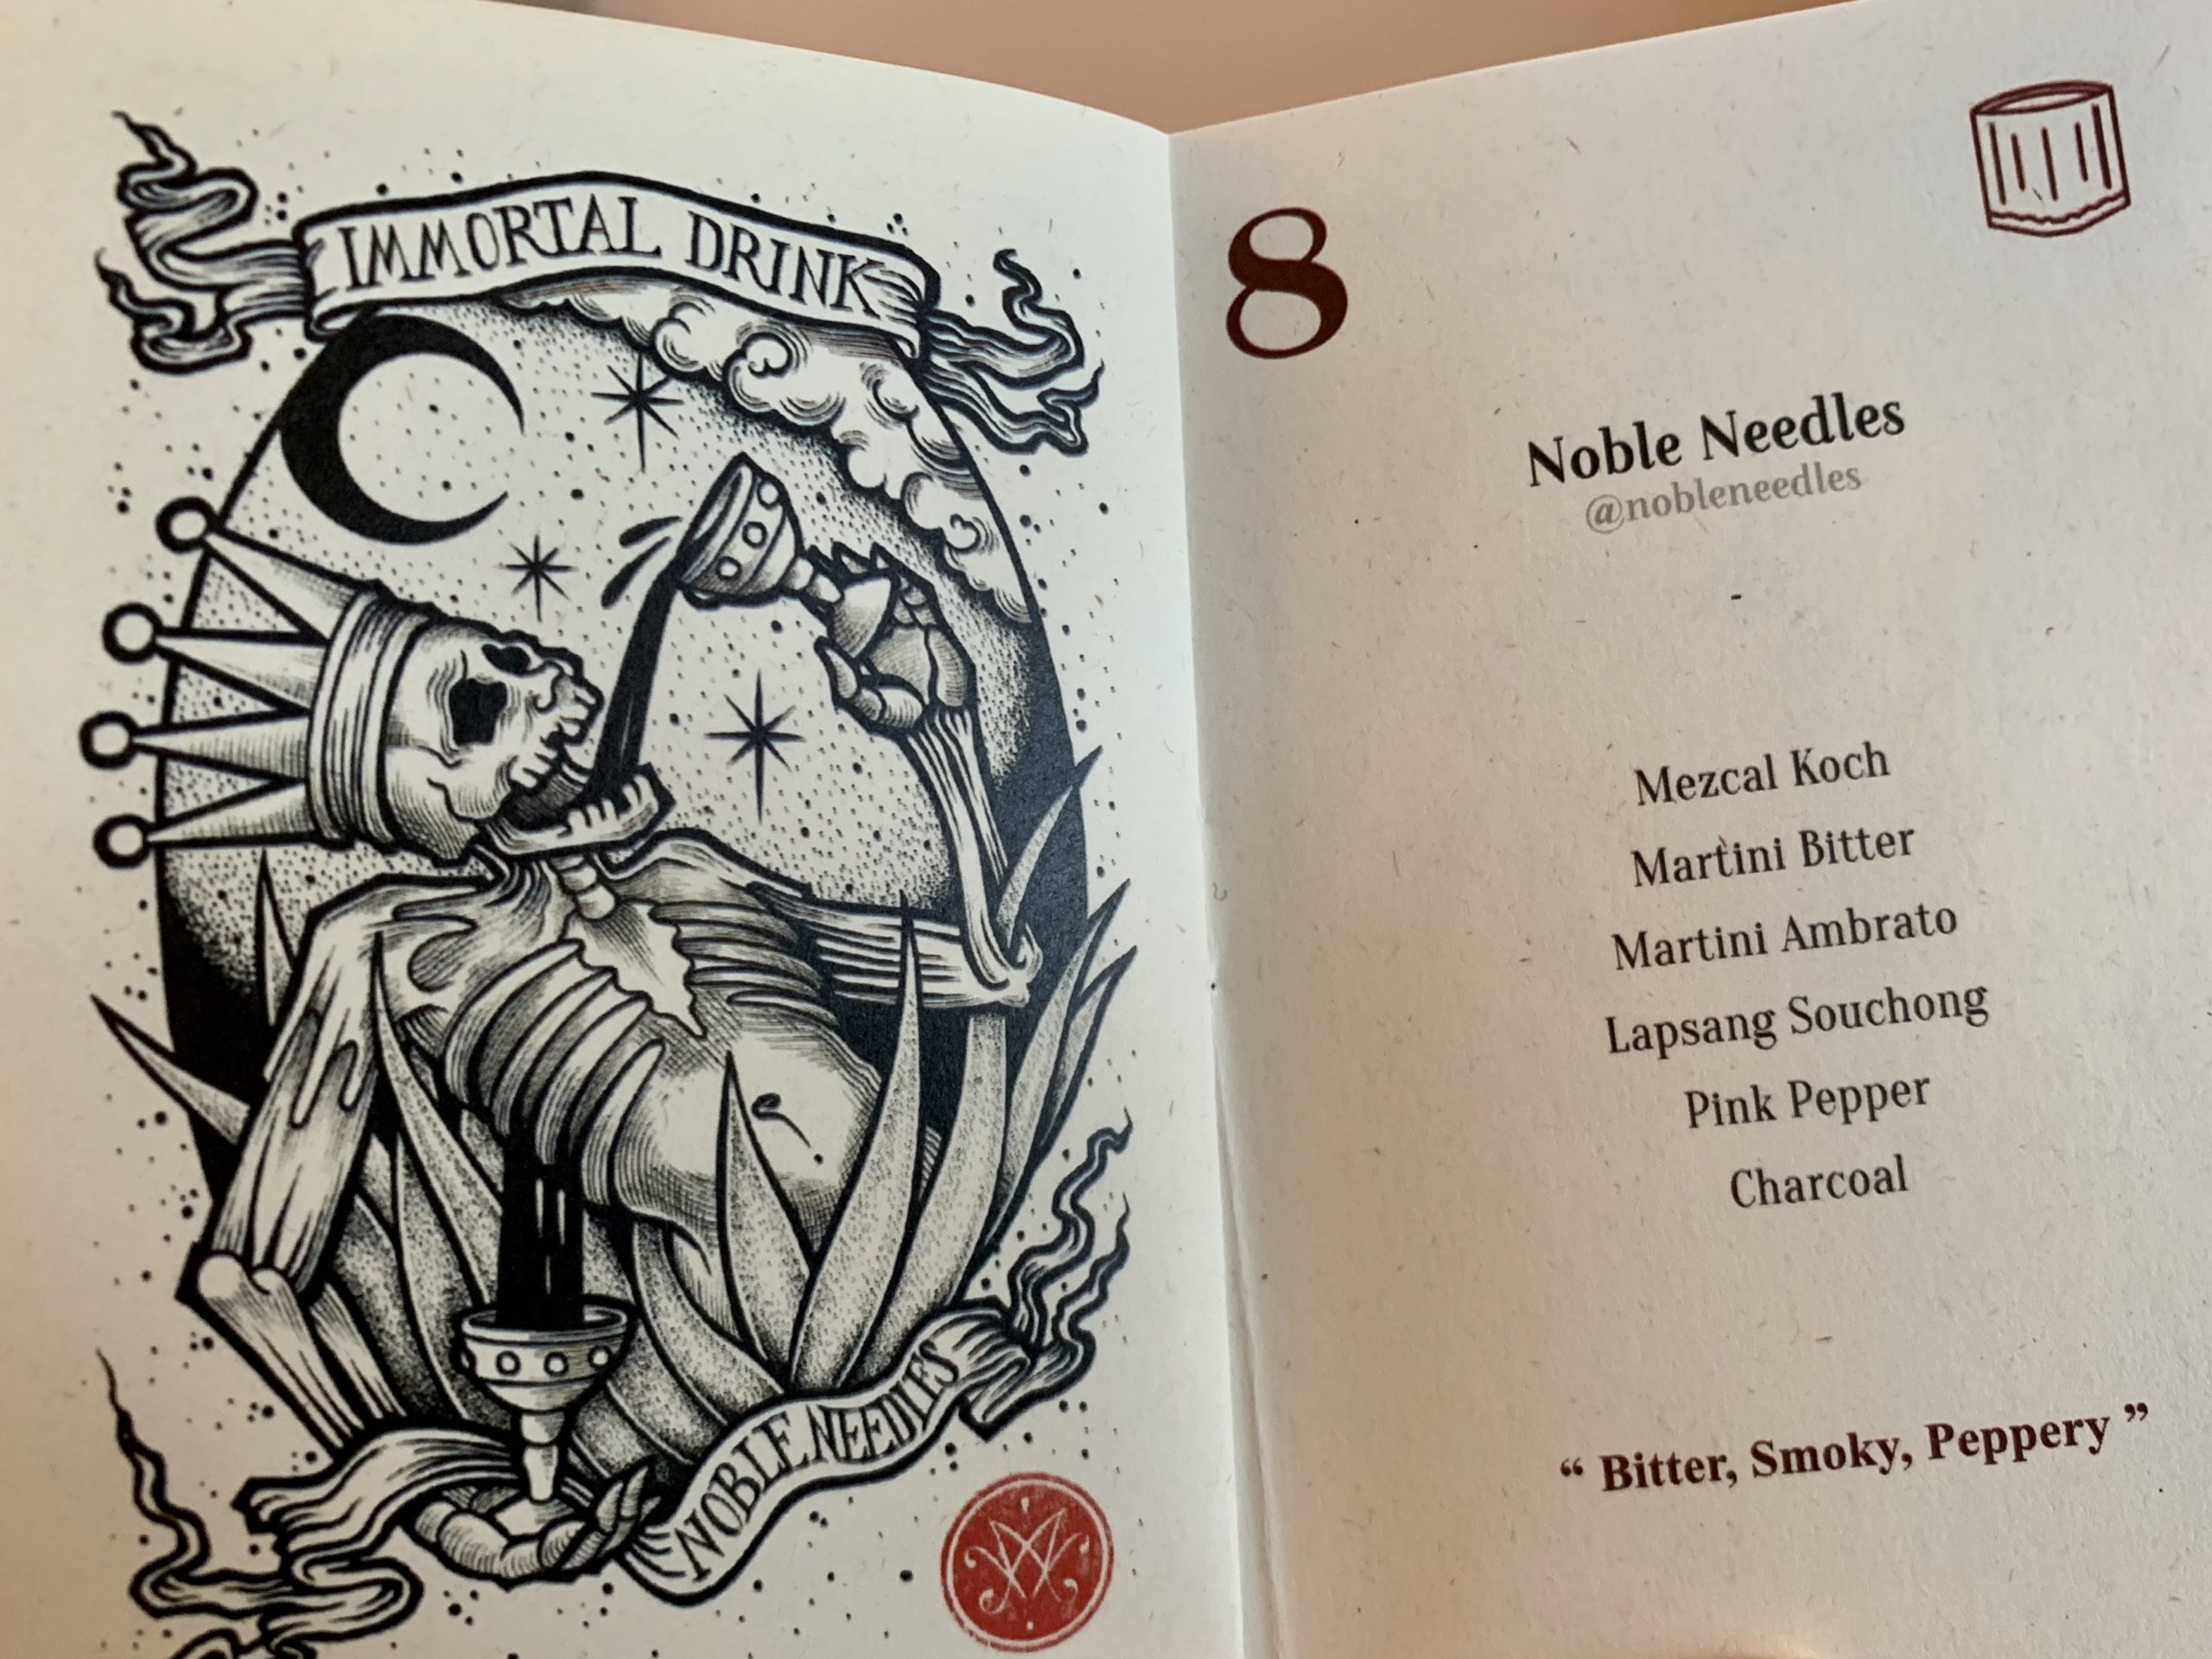 IMMORTAL DRINK
NOBLE NEEDLES
8
Noble Needles
@nobleneedles
-
Mezcal Koch
Martini Bitter
Martini Ambrato
Lapsang Souchong
Pink Pepper
Charcoal
“ Bitter, Smoky, Peppery ”